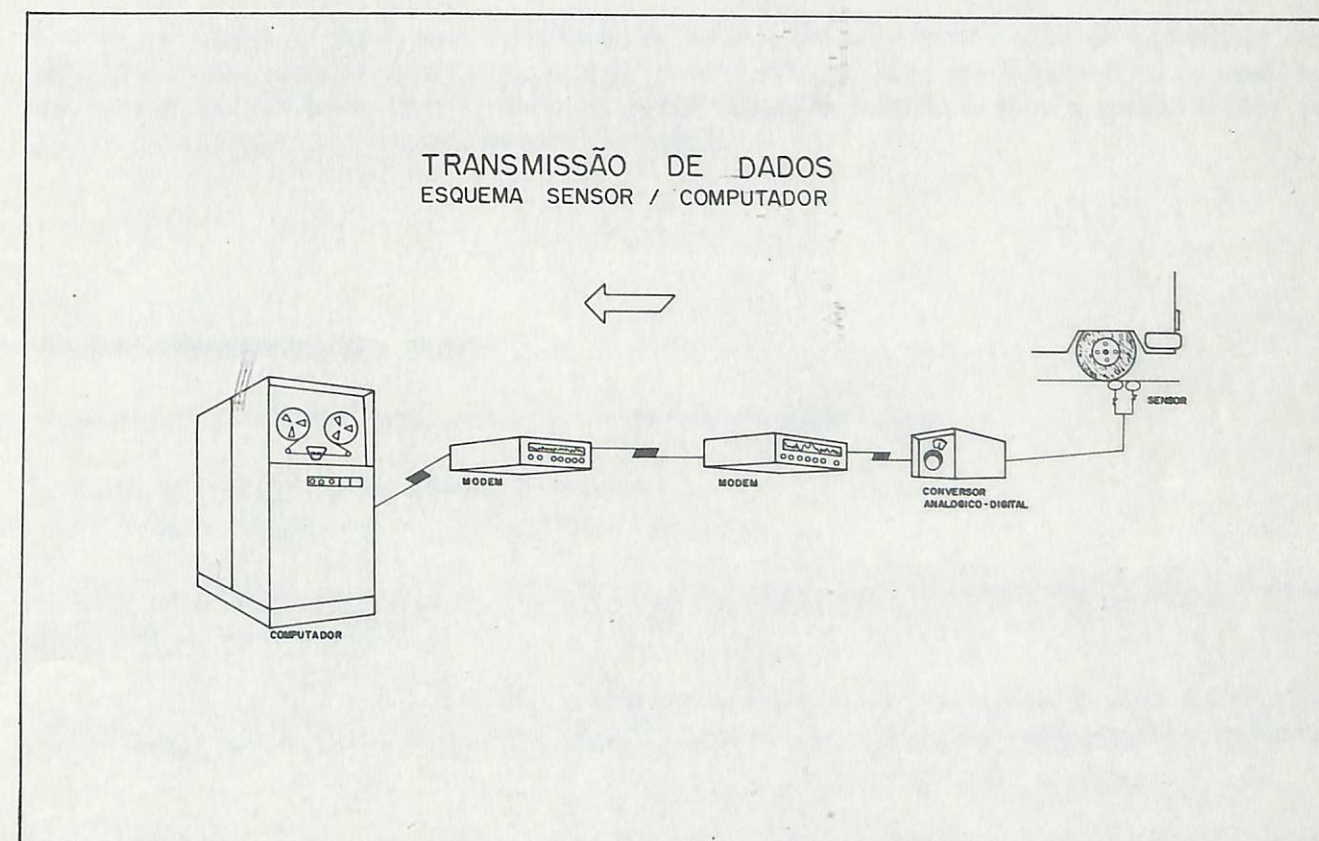 TRANSMISSÃO DE DADOS
ESQUEMA SENSOR / COMPUTADOR
SENSOR
MODEM
MODEM
CONVERSOR
ANALOGICO-DIGITAL
COMPUTADOR